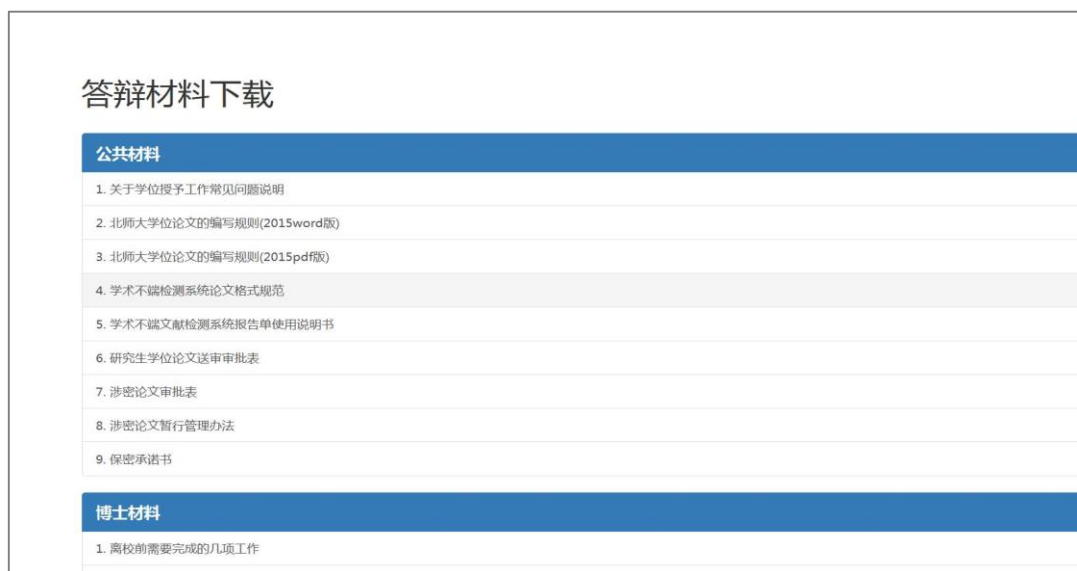 答辩材料下载
公共材料
1. 关于学位授予工作常见问题说明
2. 北师大学位论文的编写规则(2015word版)
3. 北师大学位论文的编写规则(2015pdf版)
4. 学术不端检测系统论文格式规范
5. 学术不端文献检测系统报告单使用说明书
6. 研究生学位论文送审审批表
7. 涉密论文审批表
8. 涉密论文暂行管理办法
9. 保密承诺书
博士材料
1. 离校前需要完成的几项工作